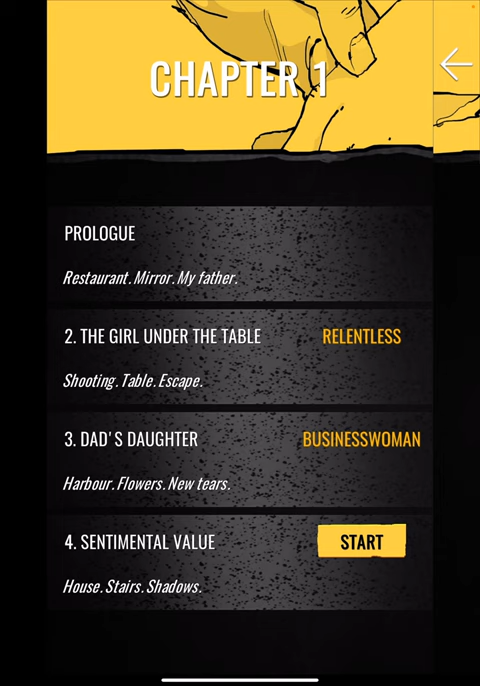 CHAPTER 1
PROLOGUE
Restaurant. Mirror. My father.
2. THE GIRL UNDER THE TABLE
RELENTLESS
Shooting. Table. Escape.
3. DAD'S DAUGHTER
BUSINESSWOMAN
Harbour. Flowers. New tears.
4. SENTIMENTAL VALUE
START
House. Stairs. Shadows.